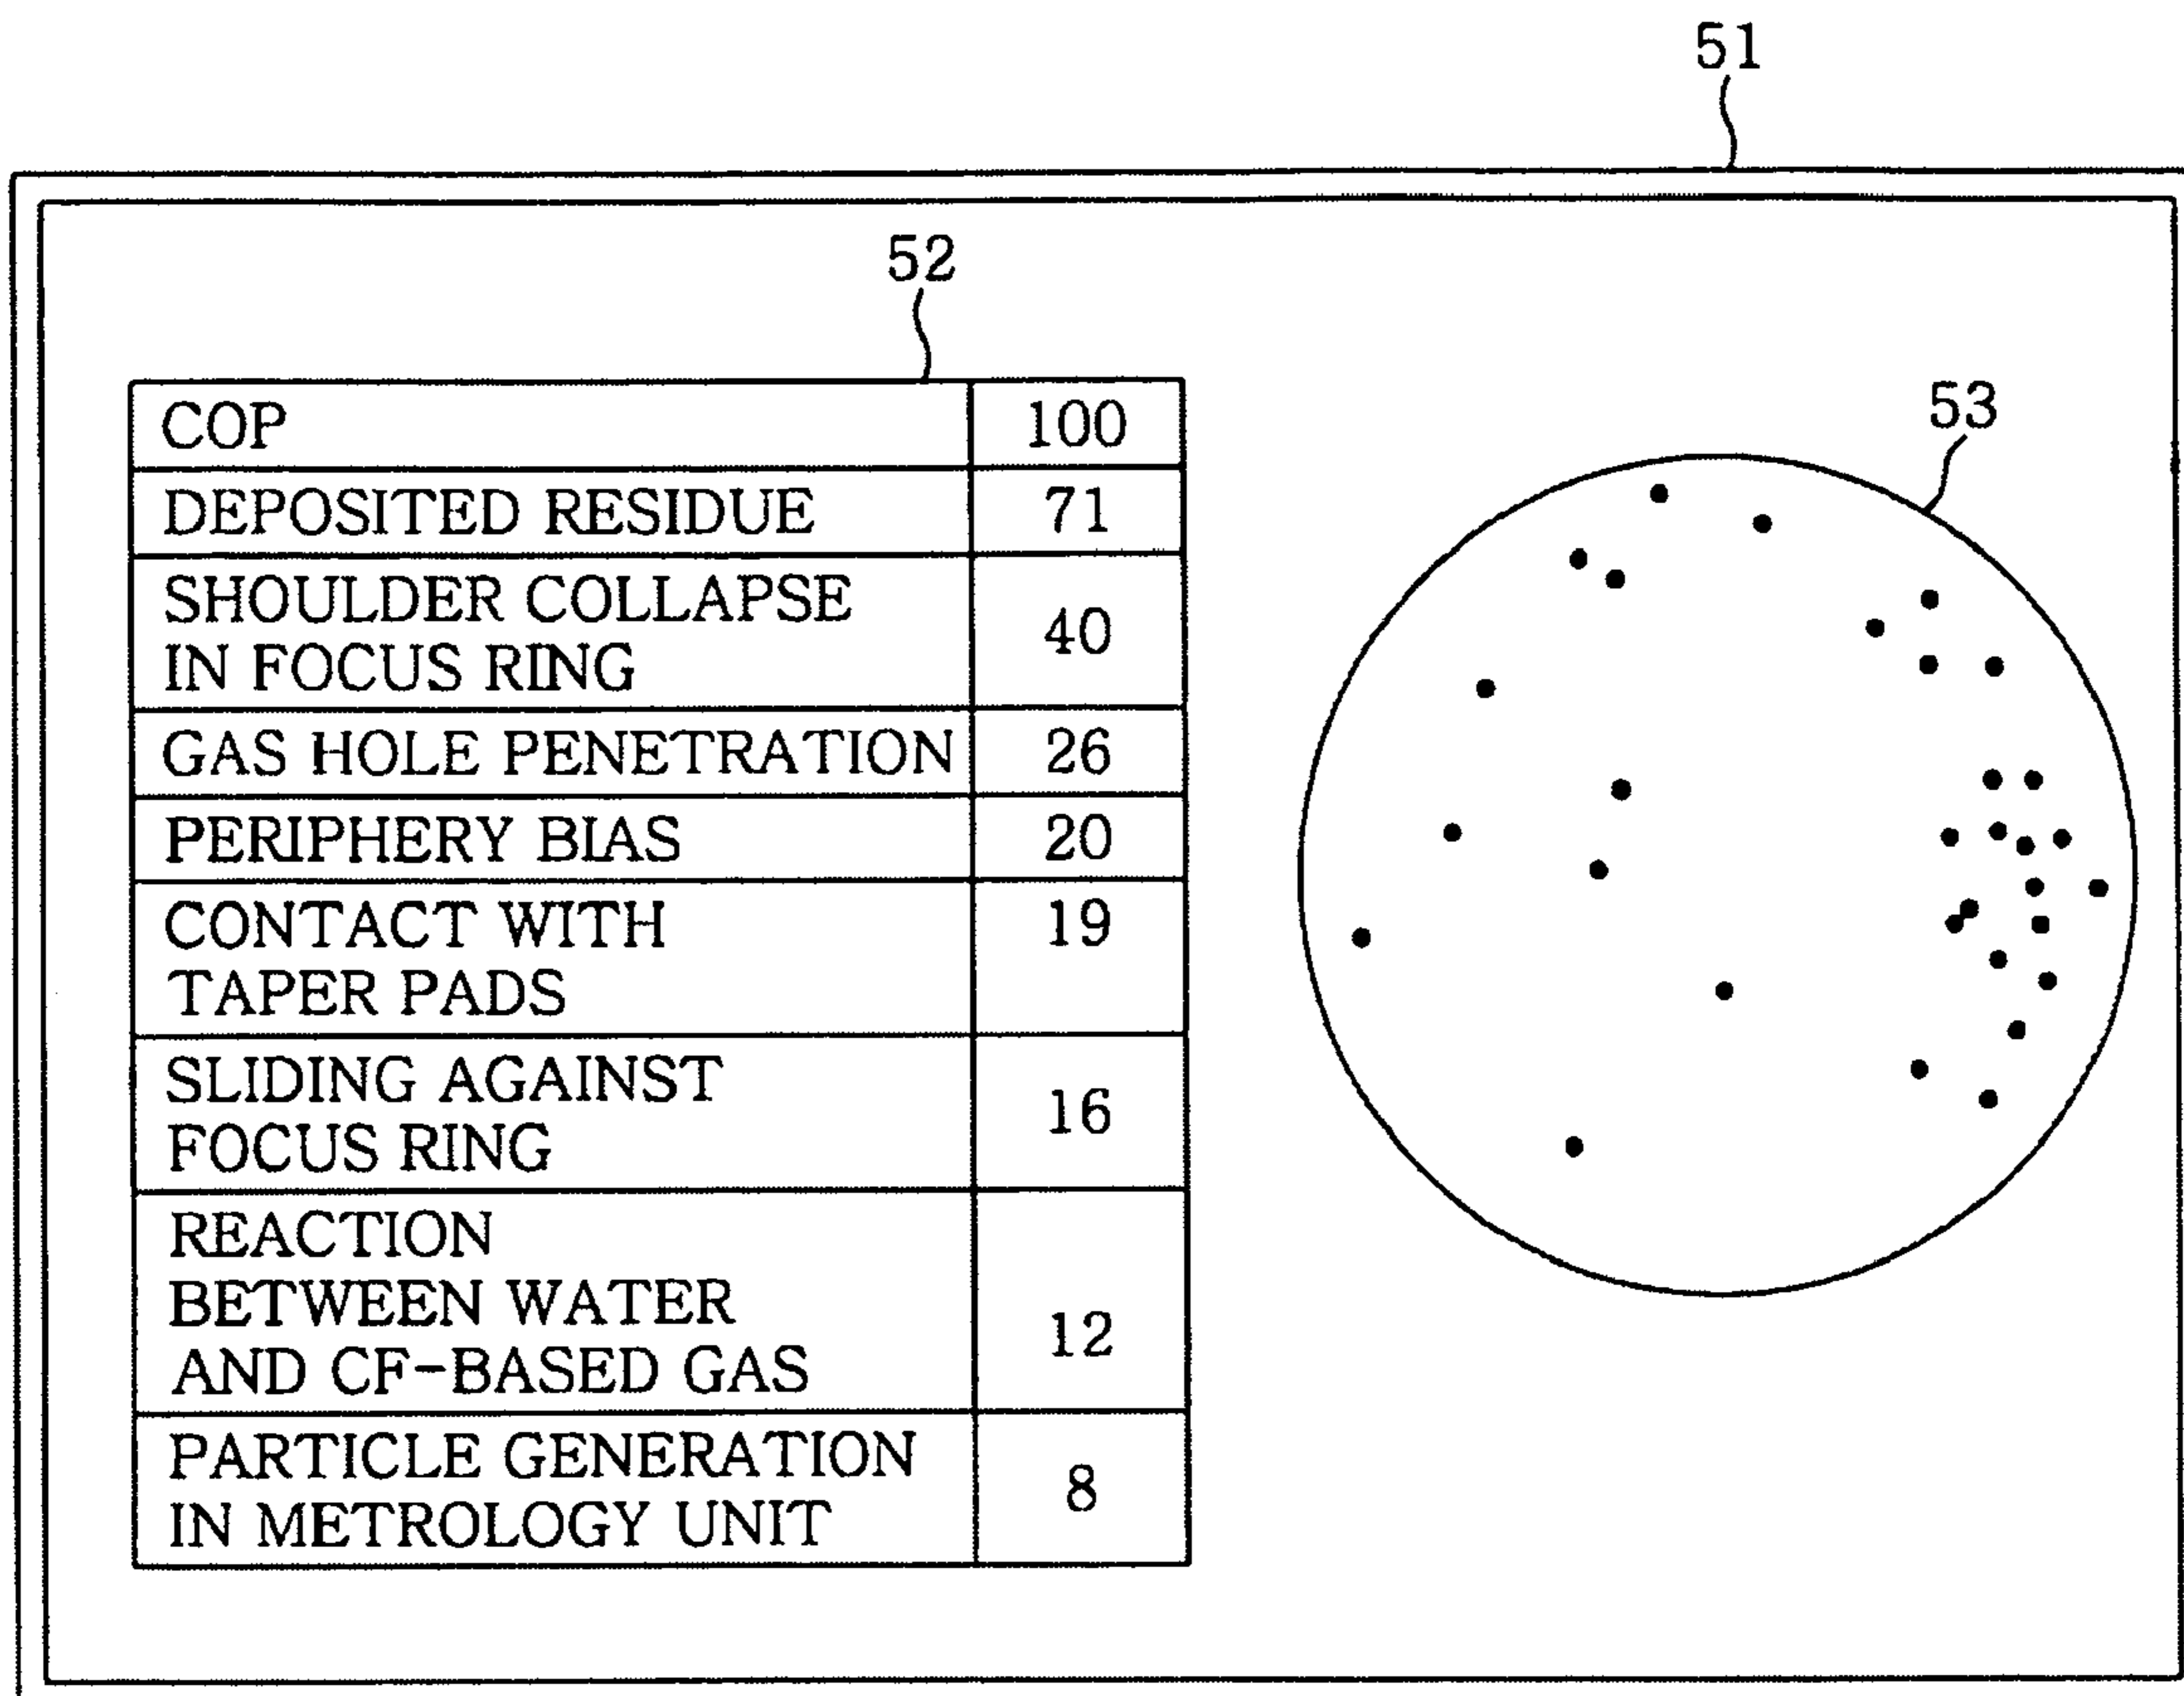 51
52
53
COP 100
DEPOSITED RESIDUE 71
SHOULDER COLLAPSE
IN FOCUS RING 40
GAS HOLE PENETRATION 26
PERIPHERY BIAS 20
CONTACT WITH 19
TAPER PADS
SLIDING AGAINST
FOCUS RING 16
REACTION
BETWEEN WATER
AND CF-BASED GAS 12
PARTICLE GENERATION
IN METROLOGY UNIT 8